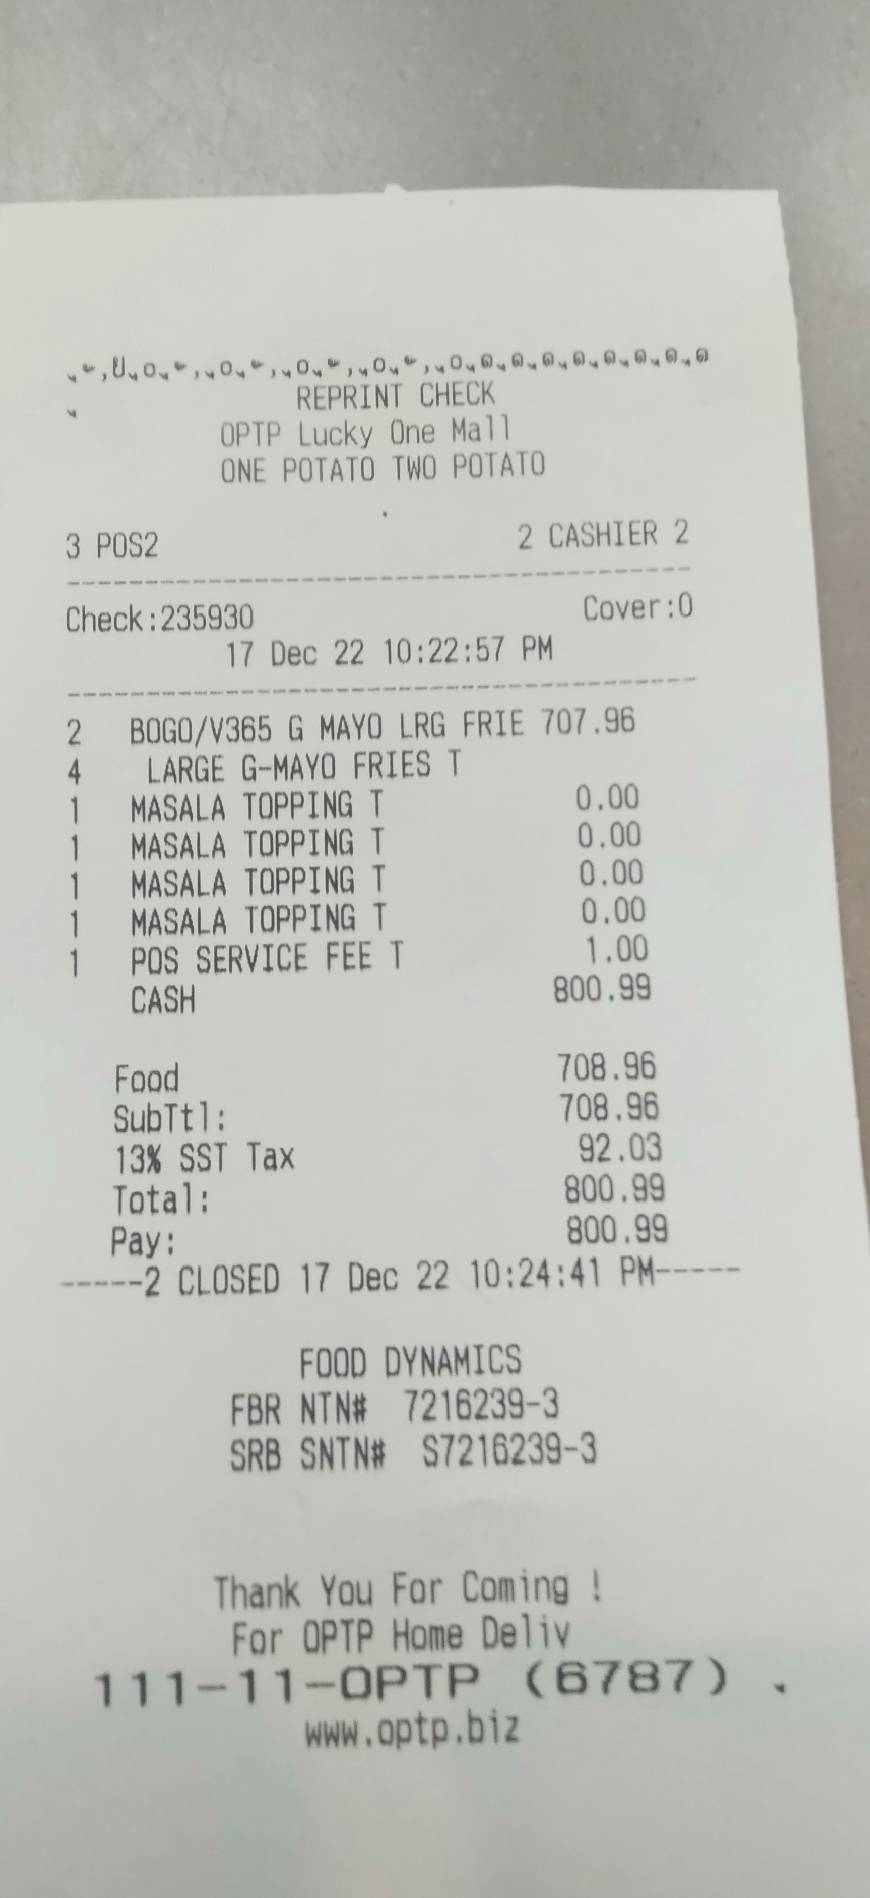 REPRINT CHECK
OPTP Lucky One Mall
ONE POTATO TWO POTATO
3 POS2 2 CASHIER 2
Check:235930 Cover:0
17 Dec 22 10:22:57 PM
2 BOGO/V365 G MAYO LRG FRIE 707.96
4 LARGE G-MAYO FRIES T
1 MASALA TOPPING T 0.00
1 MASALA TOPPING T 0.00
1 MASALA TOPPING T 0.00
1 MASALA TOPPING T 0.00
1 POS SERVICE FEE T 1.00
CASH 800.99
Food 708.96
SubTtl: 708.96
13% SST Tax 92.03
Total: 800.99
Pay: 800.99
-----2 CLOSED 17 Dec 22 10:24:41 PM-----
FOOD DYNAMICS
FBR NTN# 7216239-3
SRB SNTN# S7216239-3
Thank You For Coming !
For OPTP Home Deliv
111-11-OPTP (6787) .
www.optp.biz